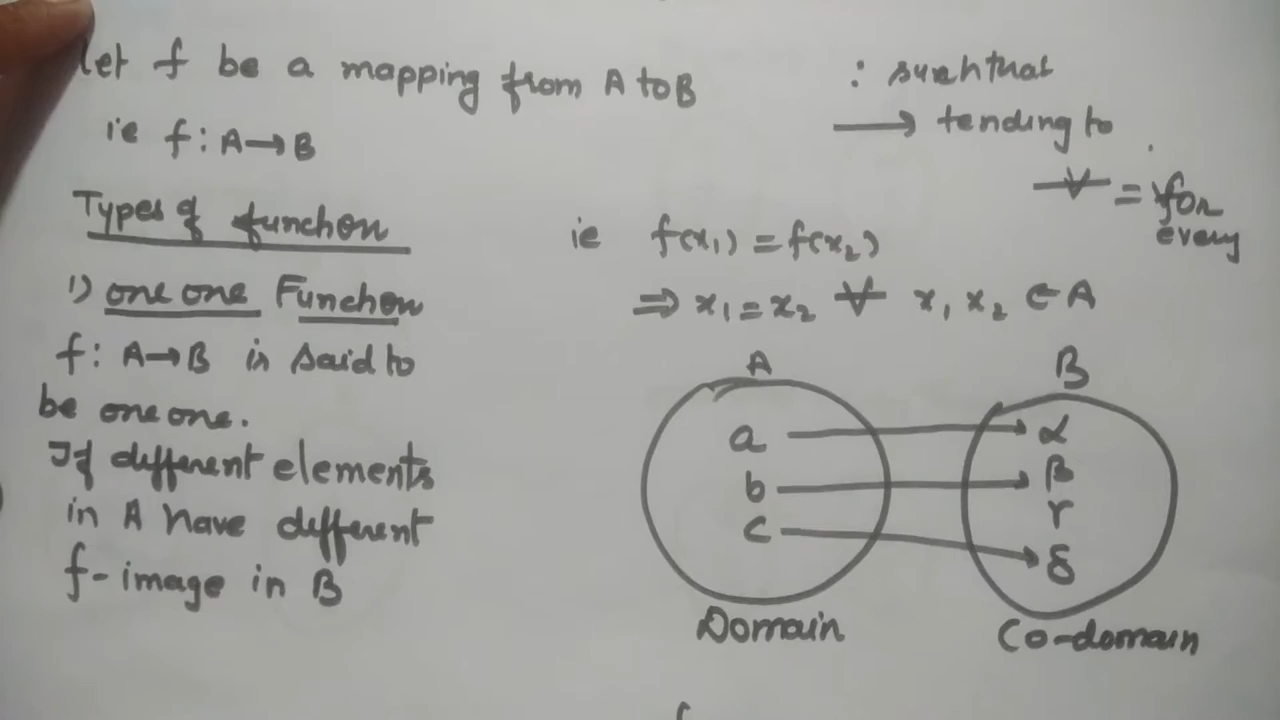 Let f be a mapping from A to B
ie f : A → B
Types of function
1) one one Function
f : A → B is said to
be one one.
If different elements
in A have different
f - image in B
: such that
→ tending to
∀ = for
every
ie f(x₁) = f(x₂)
⇒ x₁ = x₂ ∀ x₁ x₂ ∈ A
A
B
a
b
c
α
β
r
δ
Domain
Co-domain